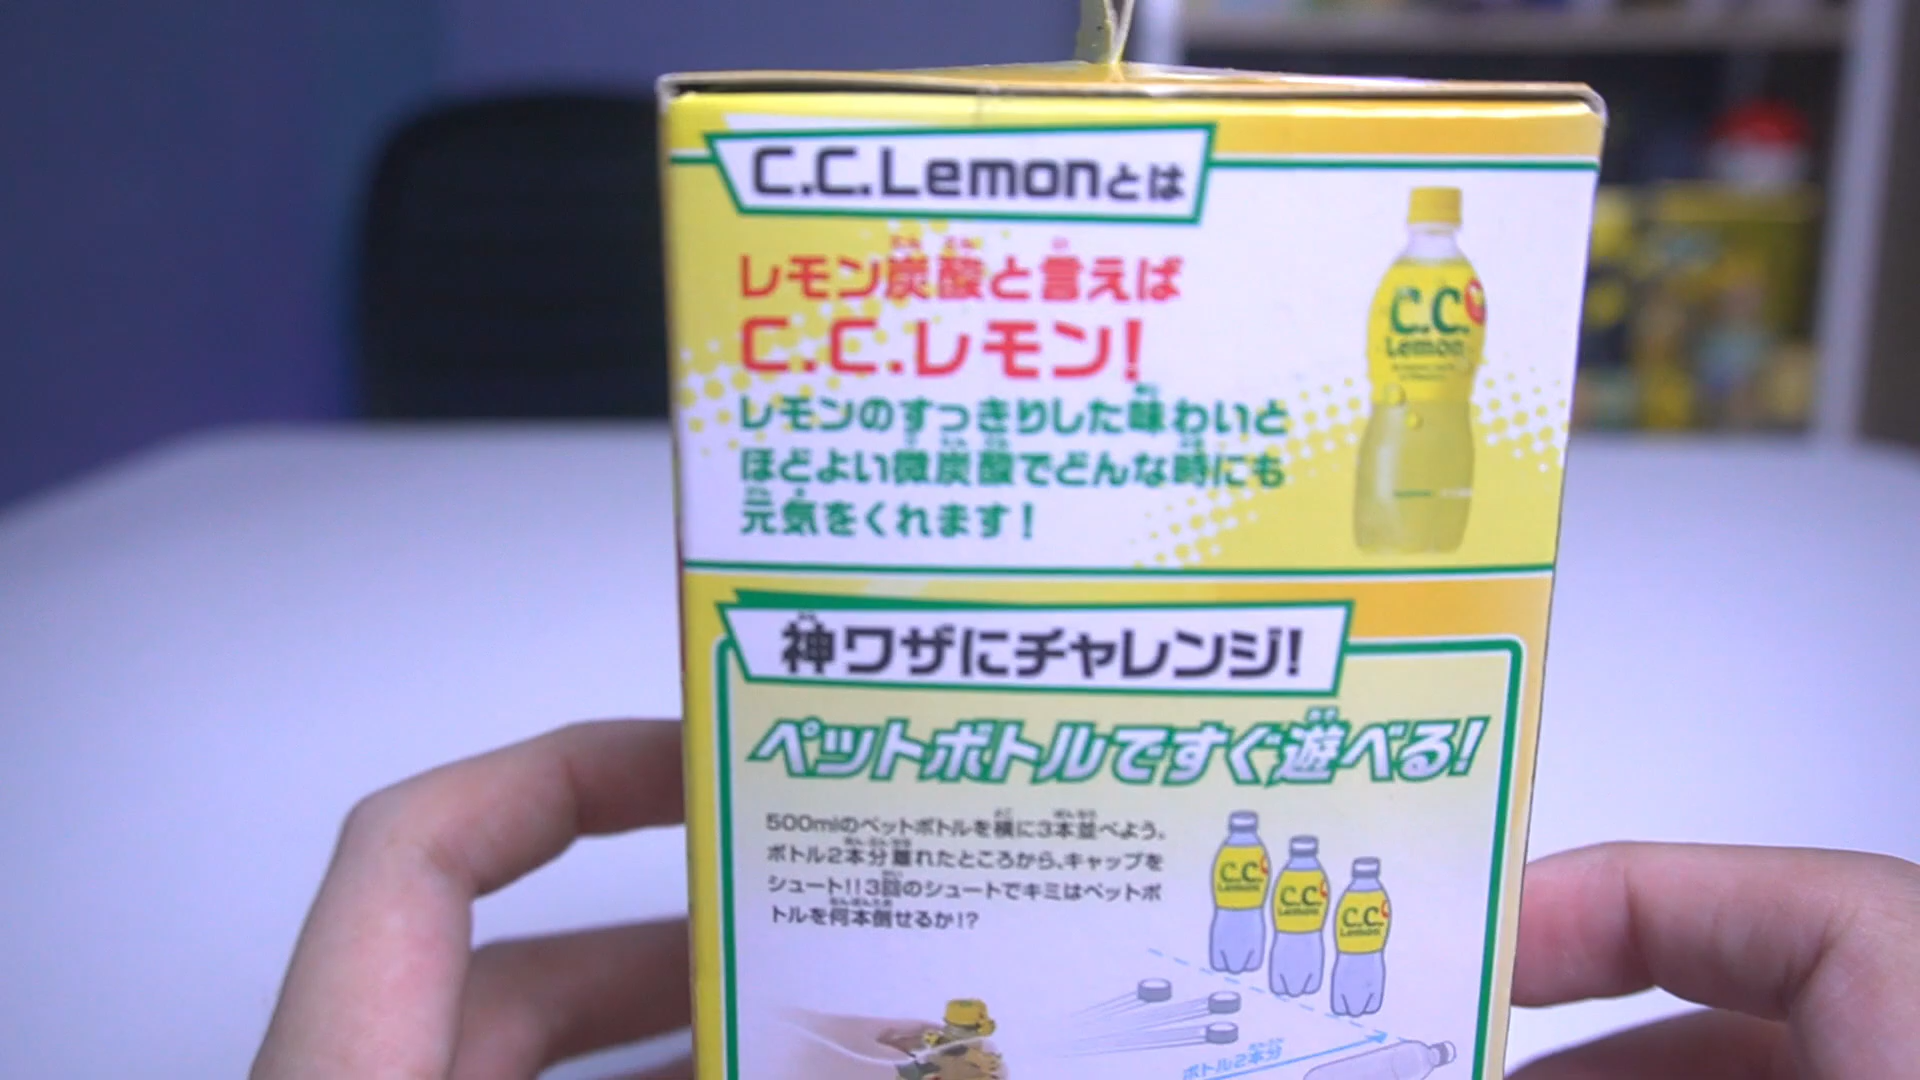 C.C.Lemonとは
レモン炭酸と言えば
C.C.レモン!
レモンのすっきりした味わいと
ほどよい微炭酸でどんな時にも
元気をくれます!
C.C.
Lemon
神ワザにチャレンジ!
ペットボトルですぐ遊べる!
500mlのペットボトルを横に3本並べよう。
ボトル2本分離れたところから、キャップを
シュート!!3回のシュートでキミはペットボ
トルを何本倒せるか!?
C.C.
Lemon
C.C.
Lemon
C.C.
Lemon
ボトル2本分